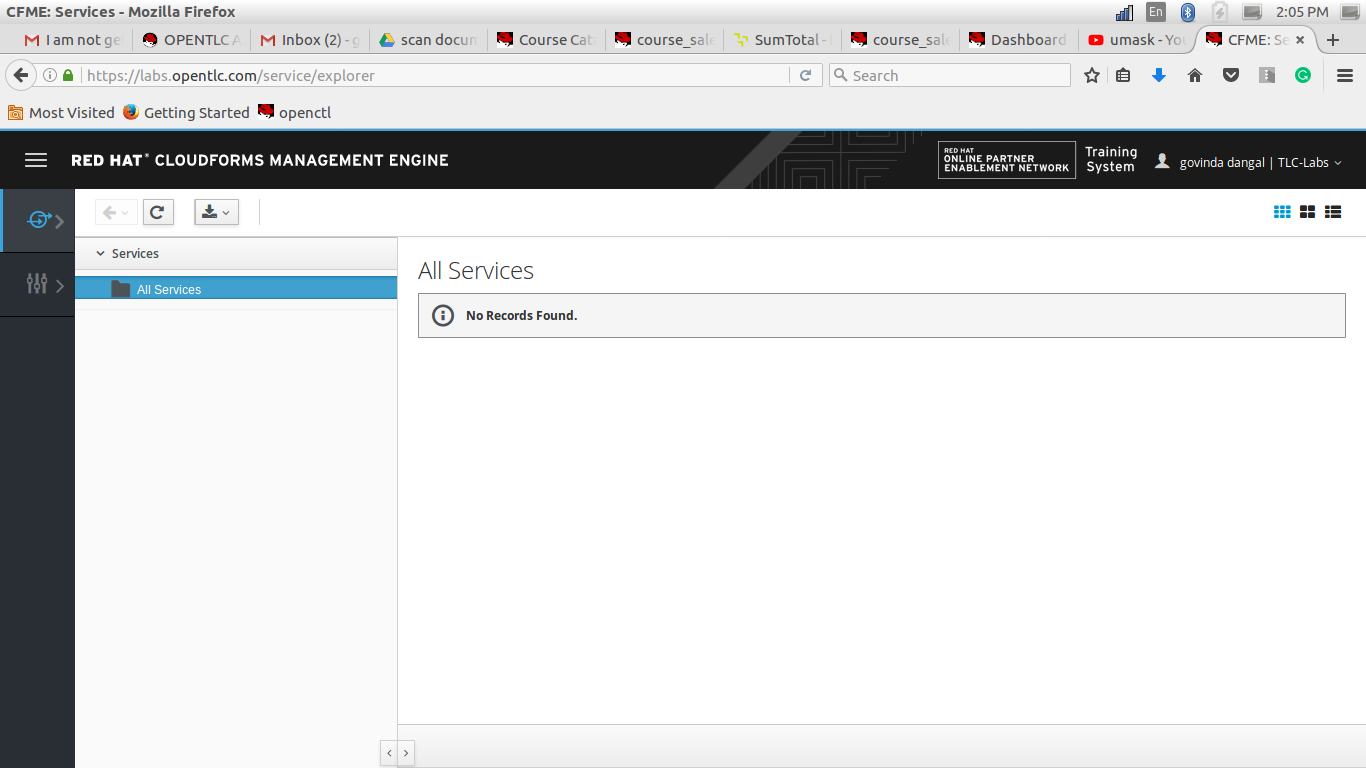 CFME: Services - Mozilla Firefox
En
2:05 PM
I am not ge
OPENTLC A
Inbox (2) - g
scan docum
Course Cat
course_sale
SumTotal -
course_sale
Dashboard
umask - You
CFME: Se
https://labs.opentlc.com/service/explorer
Search
Most Visited
Getting Started
openctl
RED HAT® CLOUDFORMS MANAGEMENT ENGINE
RED HAT
ONLINE PARTNER
ENABLEMENT NETWORK
Training
System
govinda dangal | TLC-Labs
Services
All Services
All Services
No Records Found.